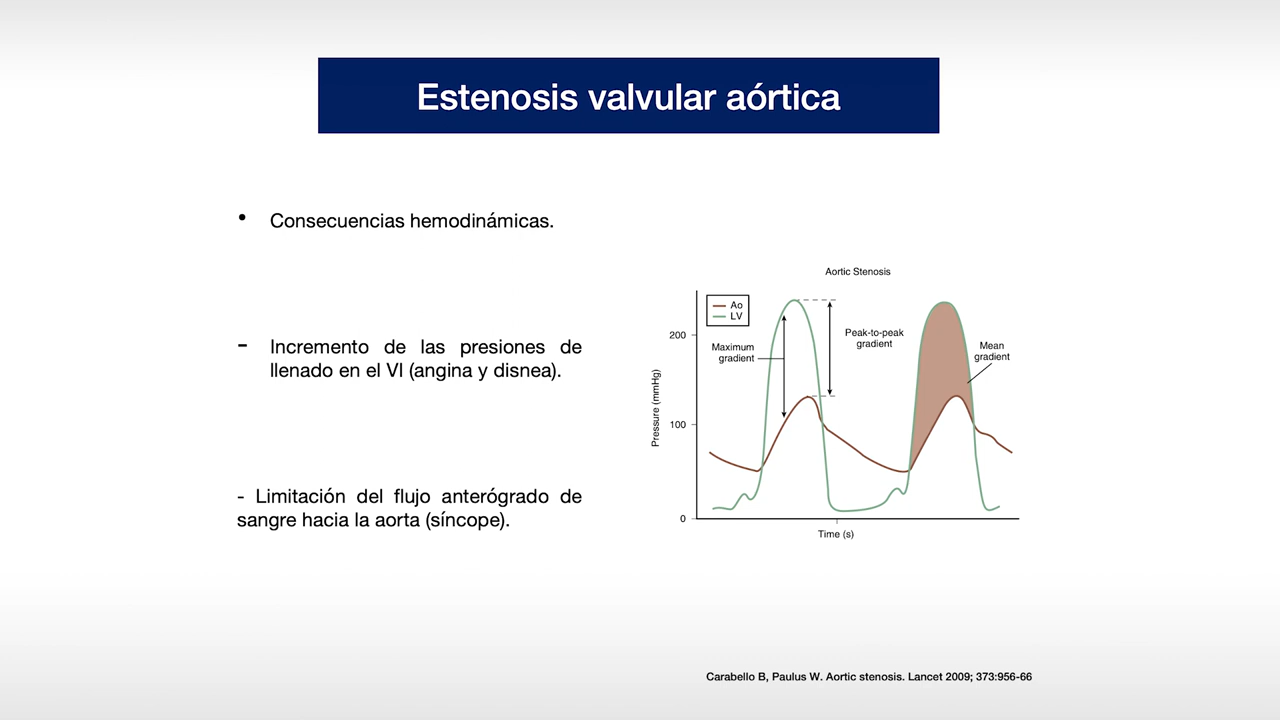 Estenosis valvular aórtica
• Consecuencias hemodinámicas.
- Incremento de las presiones de
llenado en el VI (angina y disnea).
- Limitación del flujo anterógrado de
sangre hacia la aorta (síncope).
Aortic Stenosis
Ao
LV
200
100
0
Pressure (mmHg)
Maximum
gradient
Peak-to-peak
gradient
Mean
gradient
Time (s)
Carabello B, Paulus W. Aortic stenosis. Lancet 2009; 373:956-66